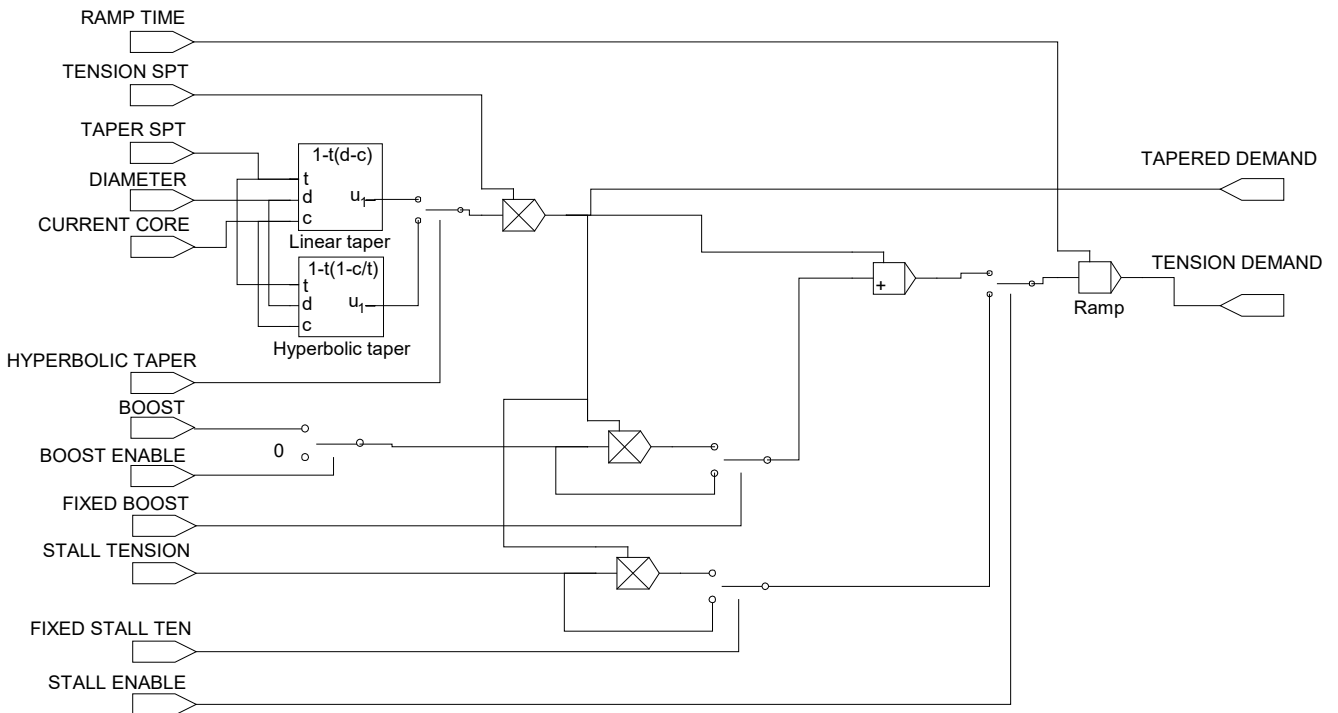 RAMP TIME
TENSION SPT
TAPER SPT
DIAMETER
CURRENT CORE
1-t(d-c)
t
d
c
u1
Linear taper
1-t(1-c/t)
t
d
c
u1
Hyperbolic taper
TAPERED DEMAND
TENSION DEMAND
+
Ramp
HYPERBOLIC TAPER
BOOST
0
BOOST ENABLE
FIXED BOOST
STALL TENSION
FIXED STALL TEN
STALL ENABLE